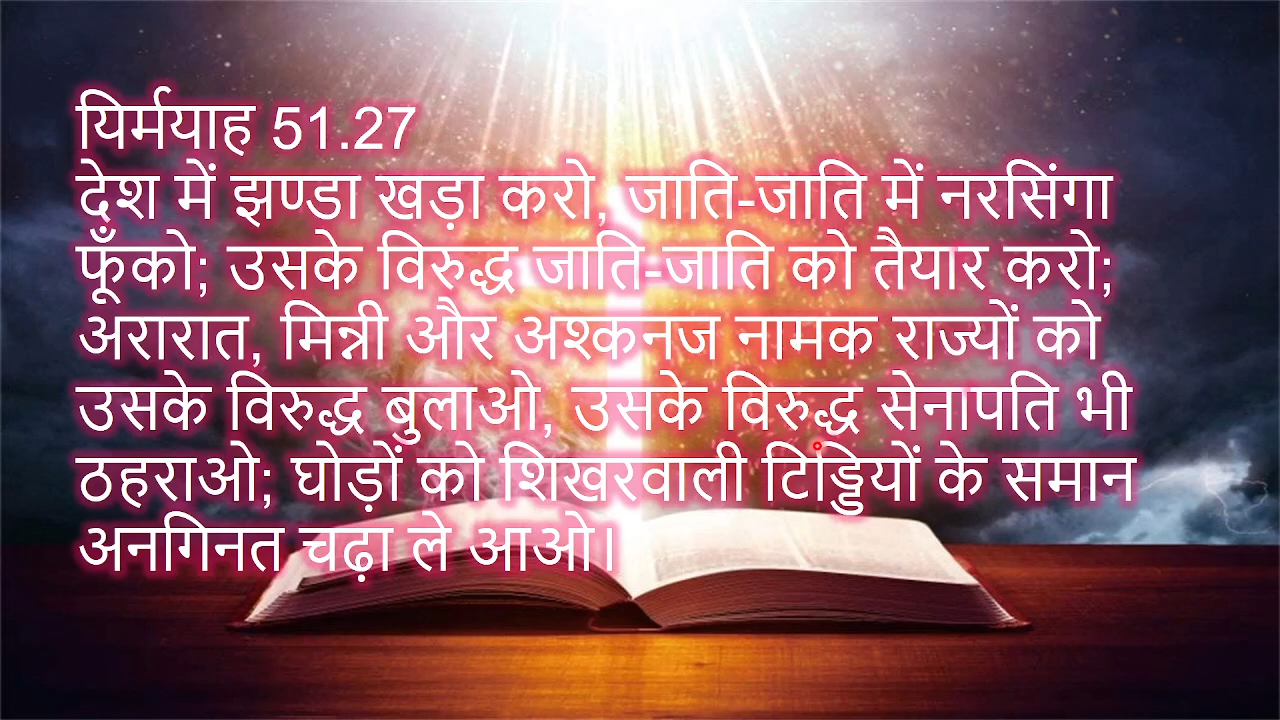 यिर्मयाह 51.27
देश में झण्डा खड़ा करो, जाति-जाति में नरसिंगा
फूँको; उसके विरुद्ध जाति-जाति को तैयार करो;
अरारात, मिन्नी और अश्कनज नामक राज्यों को
उसके विरुद्ध बुलाओ, उसके विरुद्ध सेनापति भी
ठहराओ; घोड़ों को शिखरवाली टिड्डियों के समान
अनगिनत चढ़ा ले आओ।